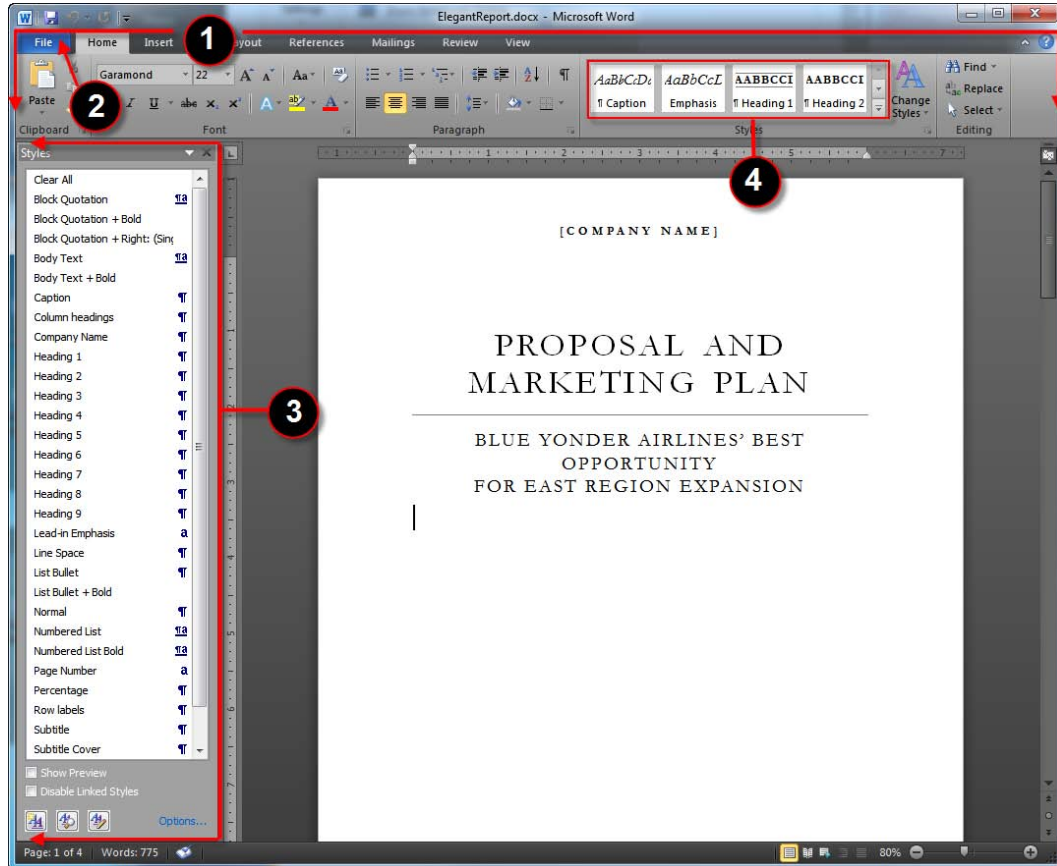 ElegantReport.docx - Microsoft Word
File Home Insert yout References Mailings Review View
1
Garamond 22 Aa
Find
Paste I U abc x₂ x² A ab A
Replace
AaBbCcDc AaBbCcL AABBCCI AABBCCI
¶ Caption Emphasis ¶ Heading 1 ¶ Heading 2
Change Styles
Select
Clipboard Font Paragraph Styles Editing
2
4
Styles
Clear All
Block Quotation ¶a
Block Quotation + Bold
Block Quotation + Right: (Sing
Body Text ¶a
Body Text + Bold
Caption ¶
Column headings ¶
Company Name ¶
Heading 1 ¶
Heading 2 ¶
Heading 3 ¶
Heading 4 ¶
Heading 5 ¶
Heading 6 ¶
Heading 7 ¶
Heading 8 ¶
Heading 9 ¶
Lead-in Emphasis a
Line Space ¶
List Bullet ¶
List Bullet + Bold
Normal ¶
Numbered List ¶a
Numbered List Bold ¶a
Page Number a
Percentage ¶
Row labels ¶
Subtitle ¶
Subtitle Cover ¶
Show Preview
Disable Linked Styles
Options...
3
[COMPANY NAME]
PROPOSAL AND
MARKETING PLAN
BLUE YONDER AIRLINES’ BEST
OPPORTUNITY
FOR EAST REGION EXPANSION
Page: 1 of 4 Words: 775 80%